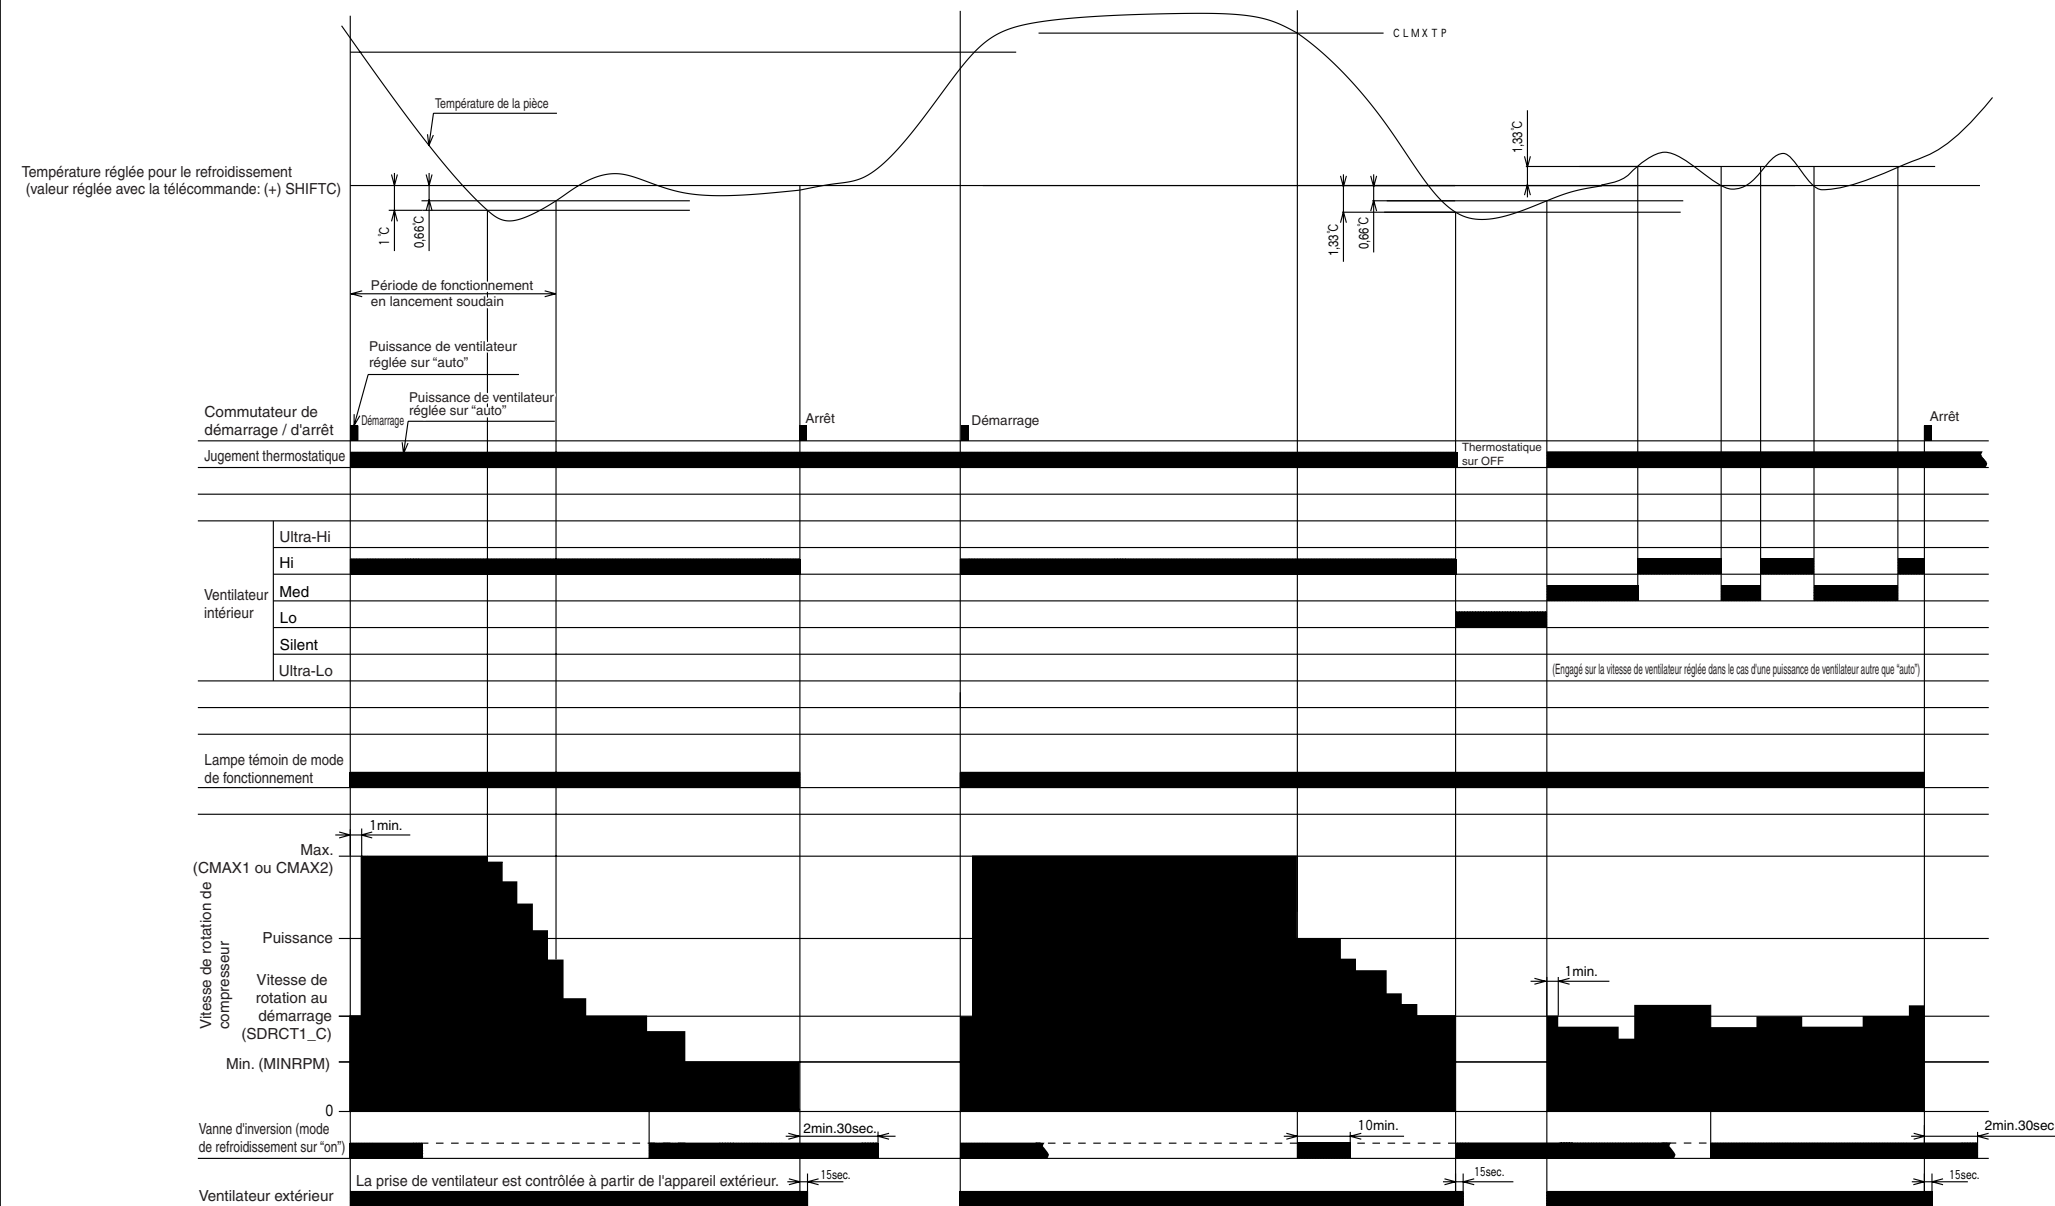 CLMXTP
Température de la pièce
1,33°C
Température réglée pour le refroidissement
(valeur réglée avec la télécommande: (+) SHIFTC)
1°C
0,66°C
1,33°C
0,66°C
Période de fonctionnement
en lancement soudain
Puissance de ventilateur
réglée sur “auto”
Puissance de ventilateur
réglée sur “auto”
Commutateur de
démarrage / d'arrêt
Démarrage
Arrêt
Démarrage
Arrêt
Jugement thermostatique
Thermostatique
sur OFF
Ventilateur
intérieur
Ultra-Hi
Hi
Med
Lo
Silent
Ultra-Lo
(Engagé sur la vitesse de ventilateur réglée dans le cas d'une puissance de ventilateur autre que “auto”)
Lampe témoin de mode
de fonctionnement
1min.
Vitesse de rotation de
compresseur
Max.
(CMAX1 ou CMAX2)
Puissance
Vitesse de
rotation au
démarrage
(SDRCT1_C)
1min.
Min. (MINRPM)
0
Vanne d'inversion (mode
de refroidissement sur “on”)
2min.30sec.
10min.
2min.30sec
Ventilateur extérieur
La prise de ventilateur est contrôlée à partir de l'appareil extérieur.
15sec.
15sec.
15sec.